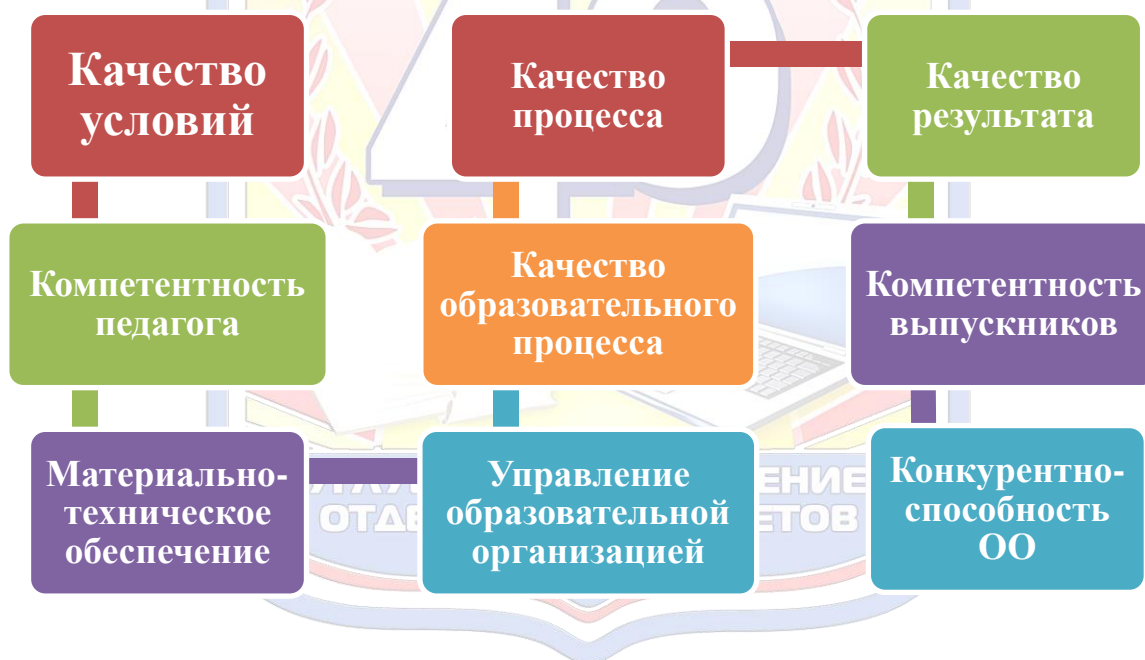 Качество
условий
Качество
процесса
Качество
результата
Компетентность
педагога
Качество
образовательного
процесса
Компетентность
выпускников
Материально-
техническое
обеспечение
Управление
образовательной
организацией
Конкурентно-
способность
ОО